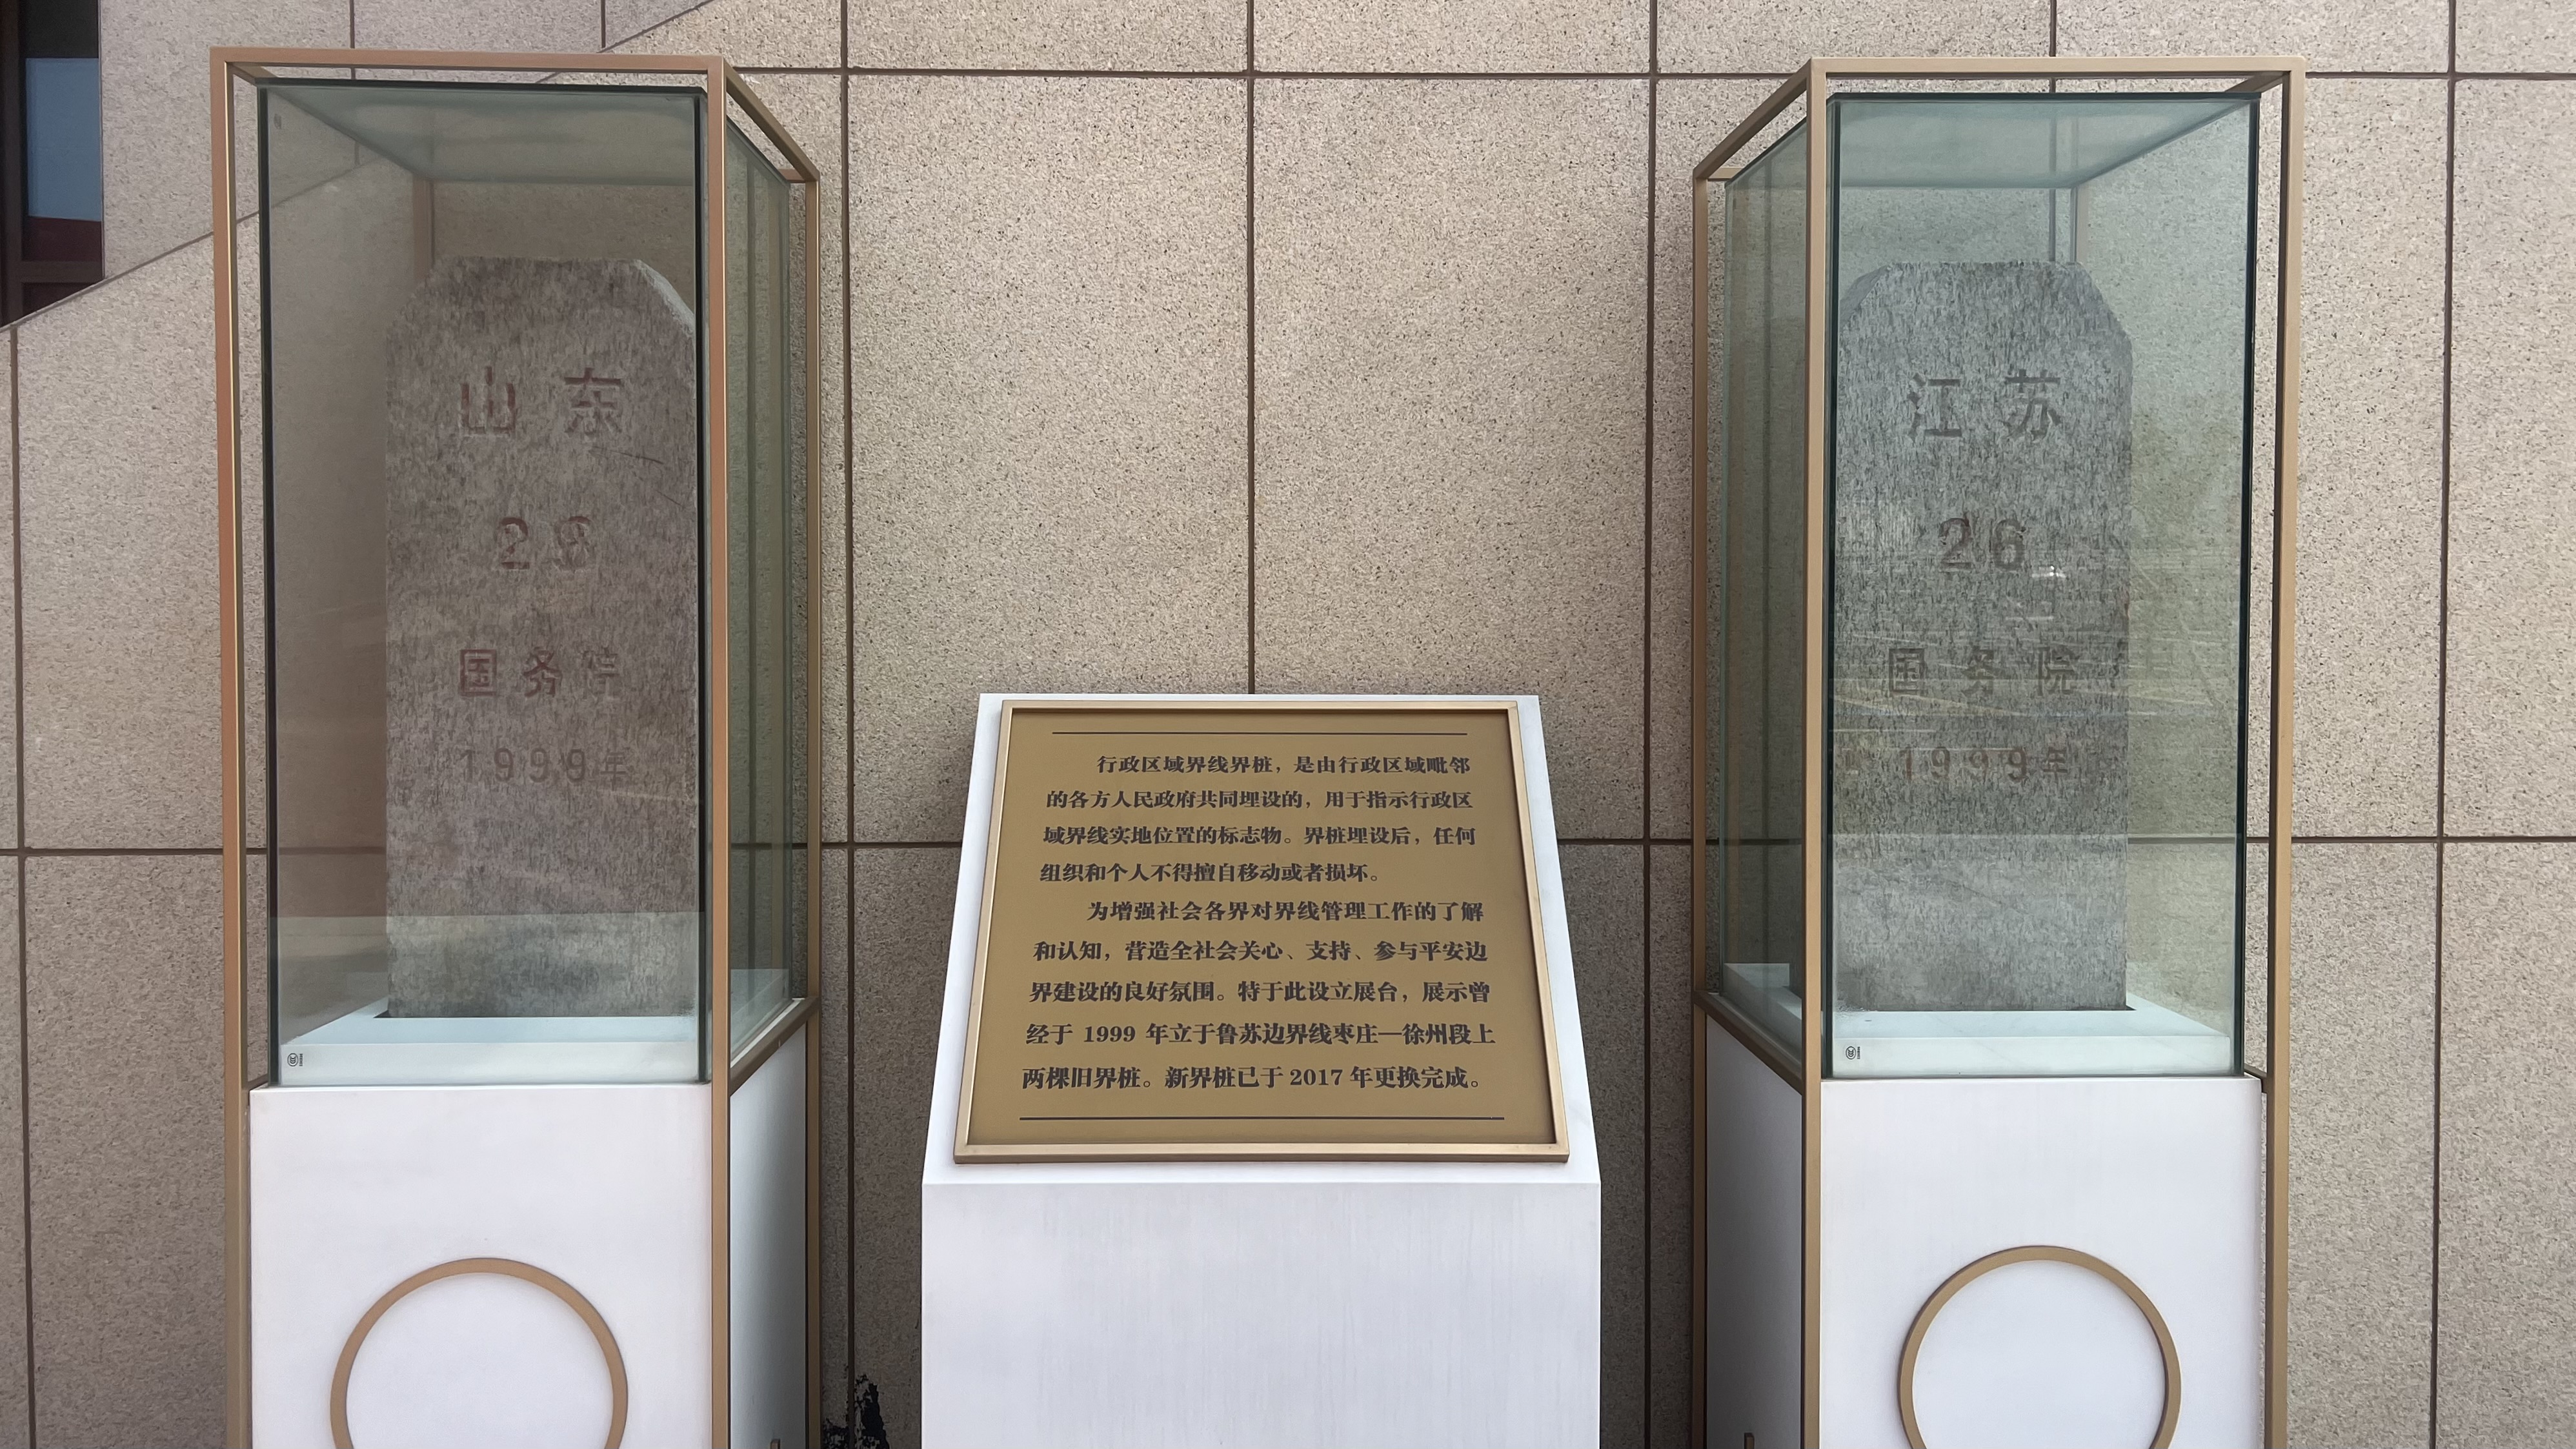 山东
29
国务院
1999年
行政区域界线界桩，是由行政区域毗邻
的各方人民政府共同埋设的，用于指示行政区
域界线实地位置的标志物。界桩埋设后，任何
组织和个人不得擅自移动或者损坏。
为增强社会各界对界线管理工作的了解
和认知，营造全社会关心、支持、参与平安边
界建设的良好氛围。特于此设立展台，展示曾
经于 1999 年立于鲁苏边界线枣庄—徐州段上
两棵旧界桩。新界桩已于 2017 年更换完成。
江苏
26
国务院
1999年